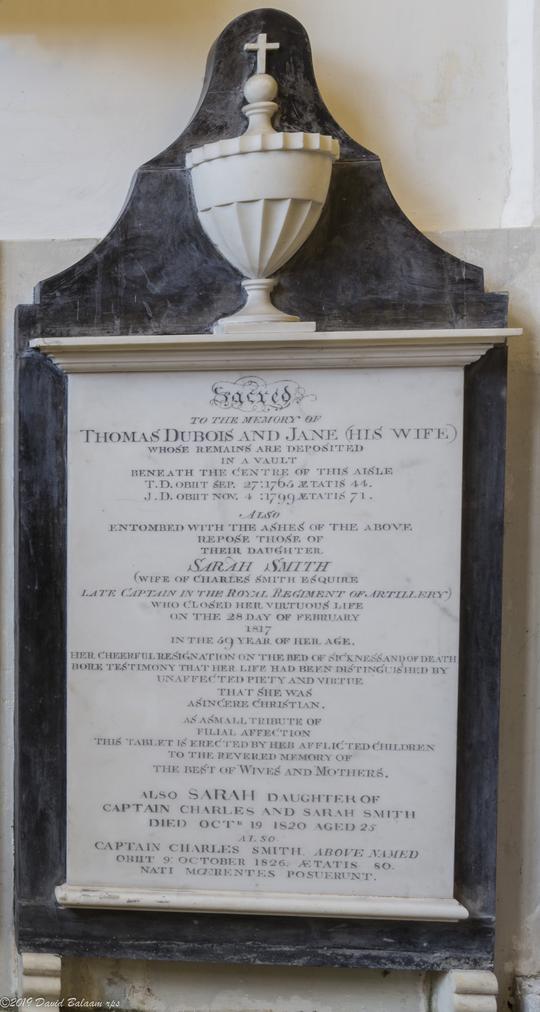 Sacred
TO THE MEMORY OF
THOMAS DUBOIS AND JANE (HIS WIFE)
WHOSE REMAINS ARE DEPOSITED
IN A VAULT
BENEATH THE CENTRE OF THIS AISLE
T.D. OBIIT SEP. 27: 1765 ÆTATIS 44.
J.D. OBIIT NOV. 4 : 1799 ÆTATIS 71.
ALSO
ENTOMBED WITH THE ASHES OF THE ABOVE
REPOSE THOSE OF
THEIR DAUGHTER
SARAH SMITH
(WIFE OF CHARLES SMITH ESQUIRE
LATE CAPTAIN IN THE ROYAL REGIMENT OF ARTILLERY)
WHO CLOSED HER VIRTUOUS LIFE
ON THE 28 DAY OF FEBRUARY
1817
IN THE 59 YEAR OF HER AGE.
HER CHEERFUL RESIGNATION ON THE BED OF SICKNESS AND OF DEATH
BORE TESTIMONY THAT HER LIFE HAD BEEN DISTINGUISHED BY
UNAFFECTED PIETY AND VIRTUE
THAT SHE WAS
A SINCERE CHRISTIAN.
AS A SMALL TRIBUTE OF
FILIAL AFFECTION
THIS TABLET IS ERECTED BY HER AFFLICTED CHILDREN
TO THE REVERED MEMORY OF
THE BEST OF WIVES AND MOTHERS.
ALSO SARAH DAUGHTER OF
CAPTAIN CHARLES AND SARAH SMITH
DIED OCTR 19 1820 AGED 25
ALSO
CAPTAIN CHARLES SMITH, ABOVE NAMED
OBIIT 9: OCTOBER 1826. ÆTATIS 80.
NATI MŒRENTES POSUERUNT.
©2019 David Balaam rps